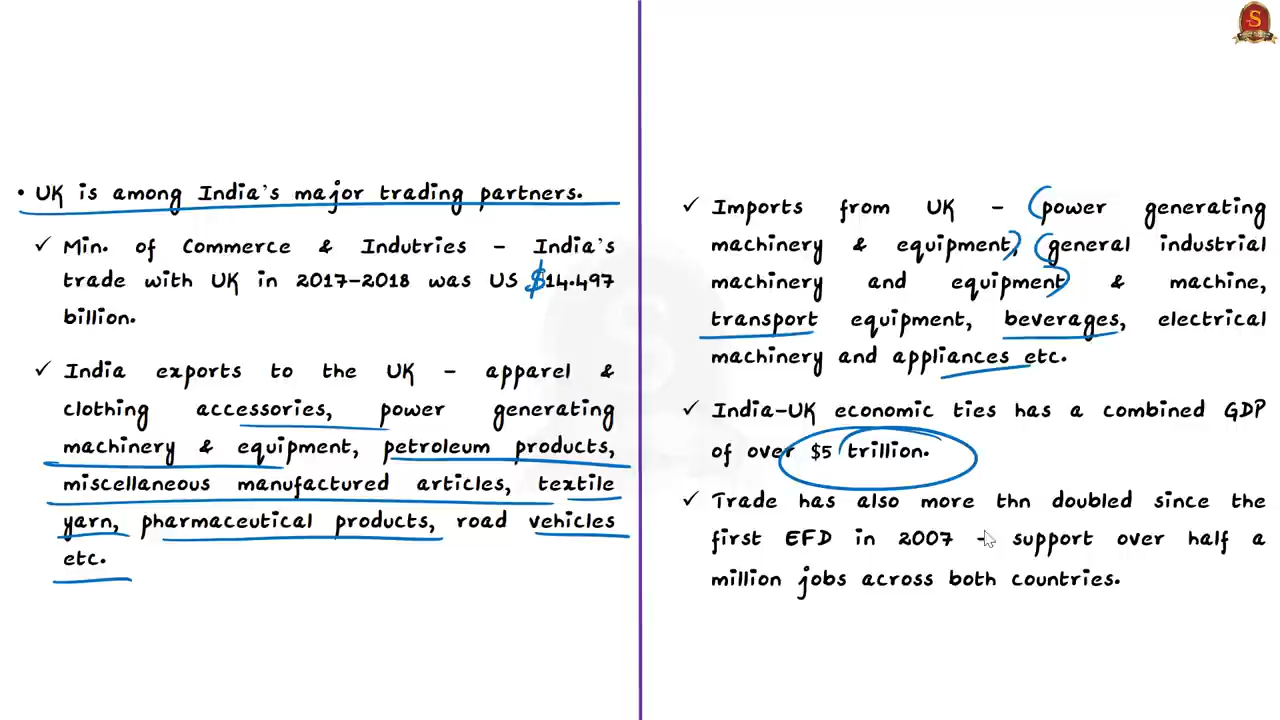 • UK is among India's major trading partners.
✓ Min. of Commerce & Indutries – India's
trade with UK in 2017-2018 was US $14.497
billion.
✓ India exports to the UK – apparel &
clothing accessories, power generating
machinery & equipment, petroleum products,
miscellaneous manufactured articles, textile
yarn, pharmaceutical products, road vehicles
etc.
✓ Imports from UK – (power generating
machinery & equipment,) (general industrial
machinery and equipment) & machine,
transport equipment, beverages, electrical
machinery and appliances etc.
✓ India-UK economic ties has a combined GDP
of over $5 trillion.
✓ Trade has also more thn doubled since the
first EFD in 2007 - support over half a
million jobs across both countries.
S